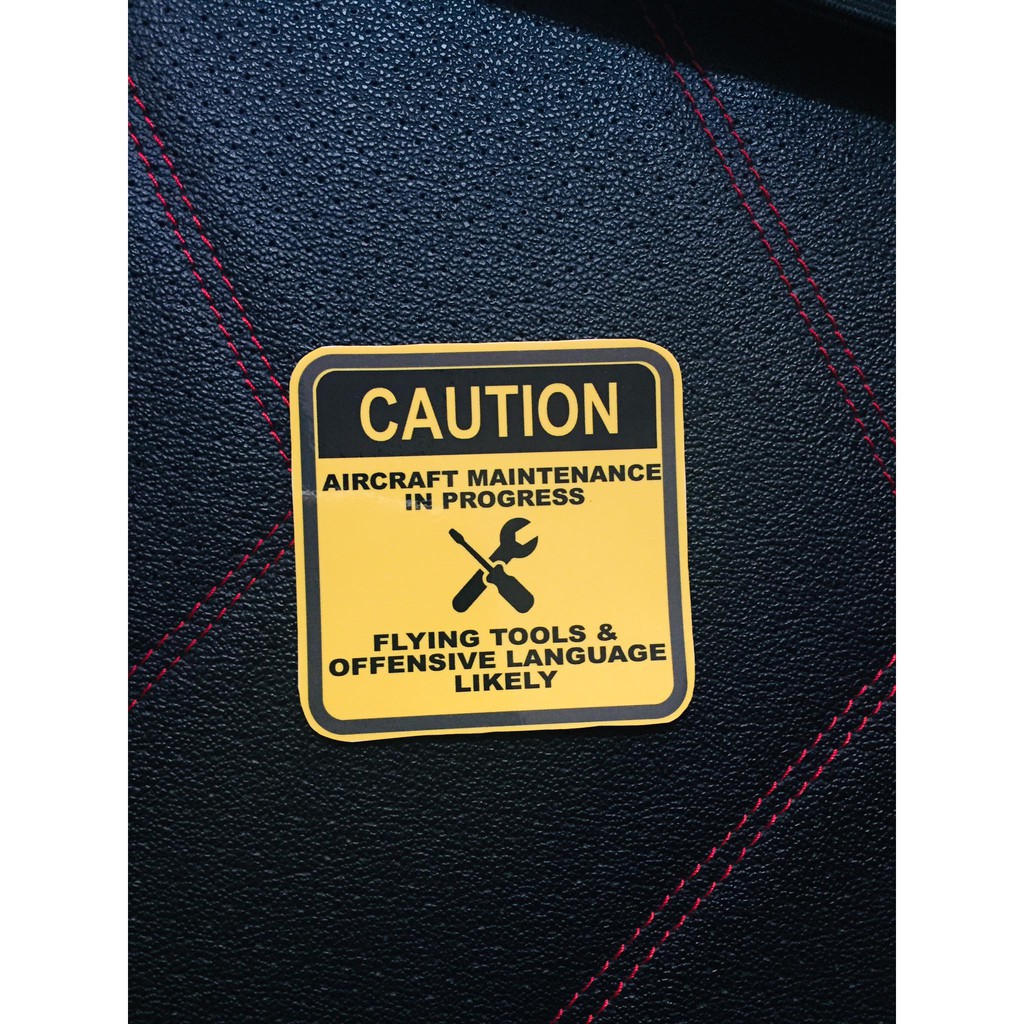 CAUTION
AIRCRAFT MAINTENANCE
IN PROGRESS
FLYING TOOLS &
OFFENSIVE LANGUAGE
LIKELY